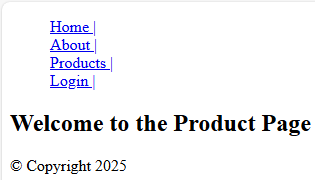 Home |
About |
Products |
Login |
Welcome to the Product Page
© Copyright 2025